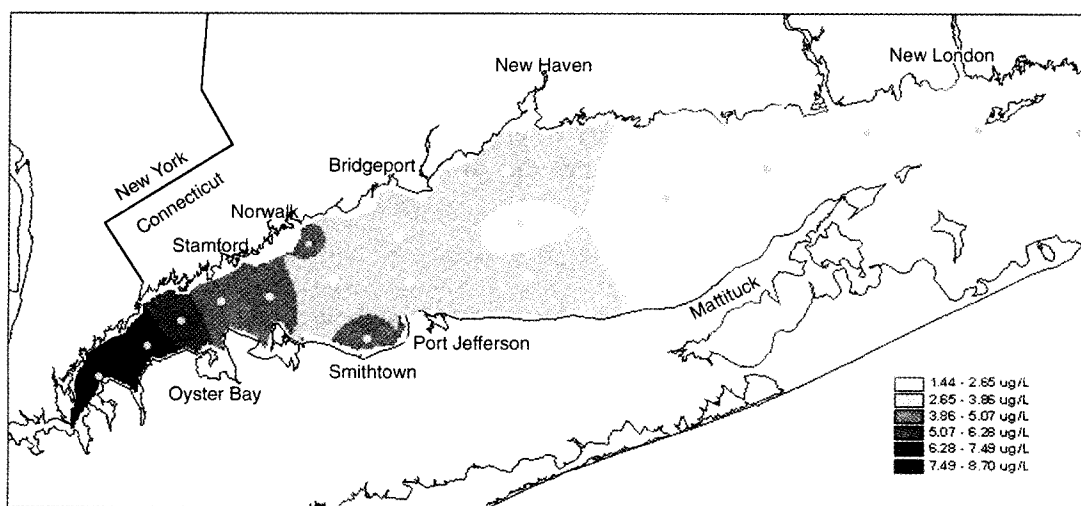 New London
New Haven
Bridgeport
New York
Connecticut
Norwalk
Stamford
Mattituck
Port Jefferson
Smithtown
Oyster Bay
1.44 - 2.65 ug/L
2.65 - 3.86 ug/L
3.86 - 5.07 ug/L
5.07 - 6.28 ug/L
6.28 - 7.49 ug/L
7.49 - 8.70 ug/L